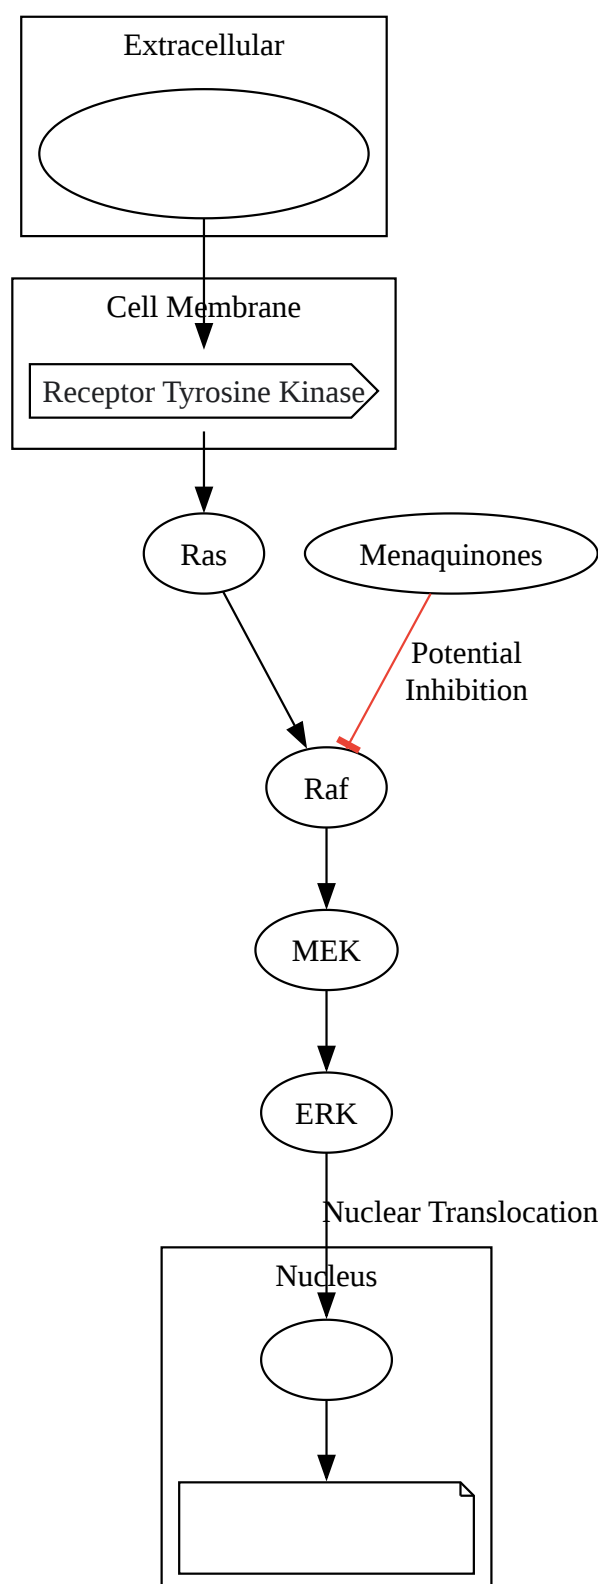 Extracellular
Cell Membrane
Receptor Tyrosine Kinase
Ras
Menaquinones
Potential
Inhibition
Raf
MEK
ERK
Nuclear Translocation
Nucleus